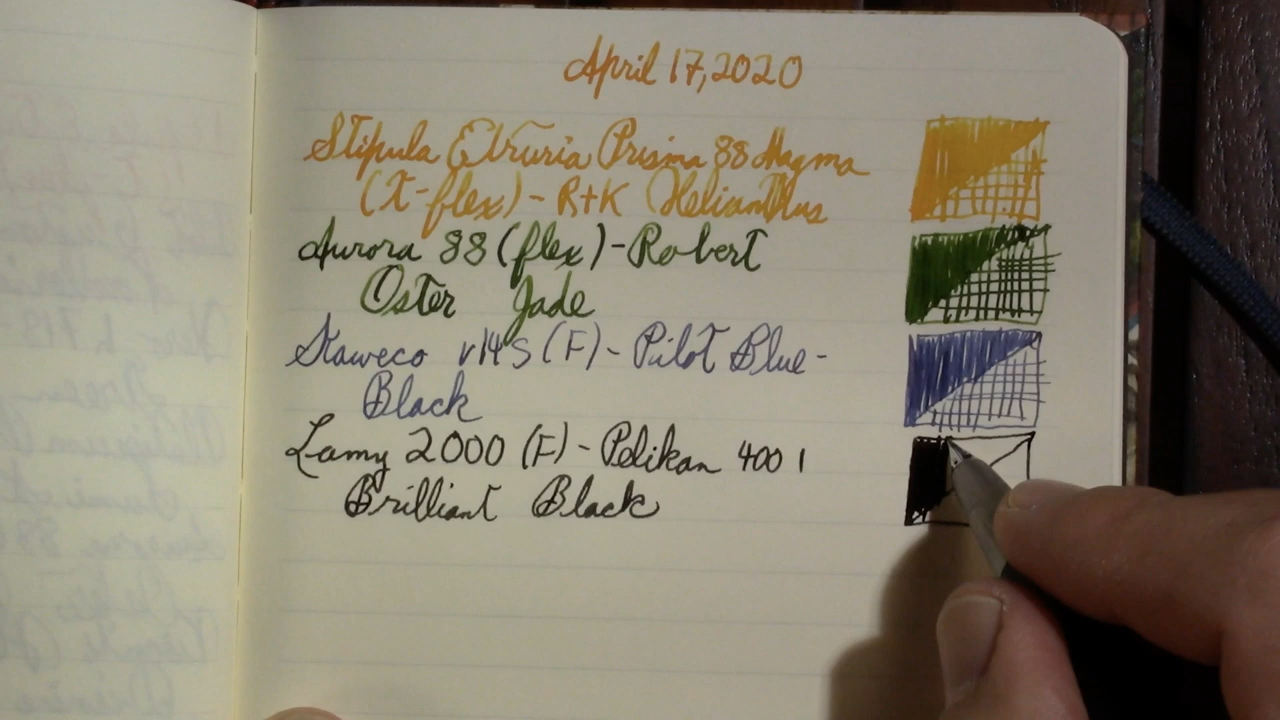 April 17, 2020
Stipula Etruria Prisma 88 Magma
(T-flex) - R+K Helianthus
Aurora 88 (flex) - Robert
Oster Jade
Kaweco v14S (F) - Pilot Blue-
Black
Lamy 2000 (F) - Pelikan 4001
Brilliant Black